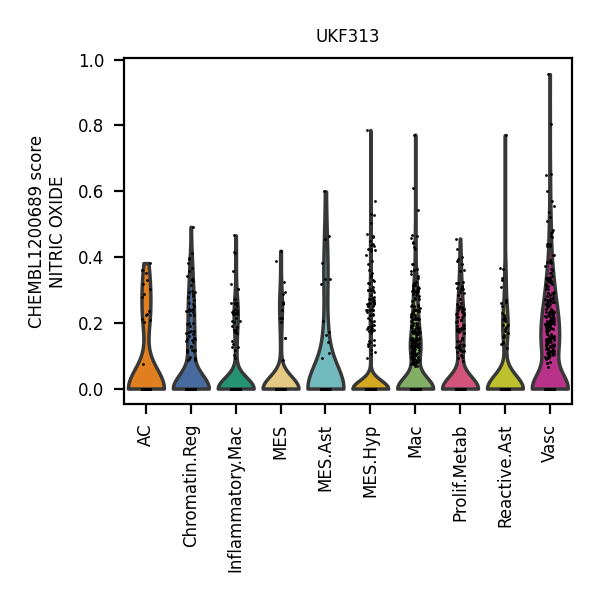 UKF313
CHEMBL1200689 score
NITRIC OXIDE
1.0
0.8
0.6
0.4
0.2
0.0
AC
Chromatin.Reg
Inflammatory.Mac
MES
MES.Ast
MES.Hyp
Mac
Prolif.Metab
Reactive.Ast
Vasc